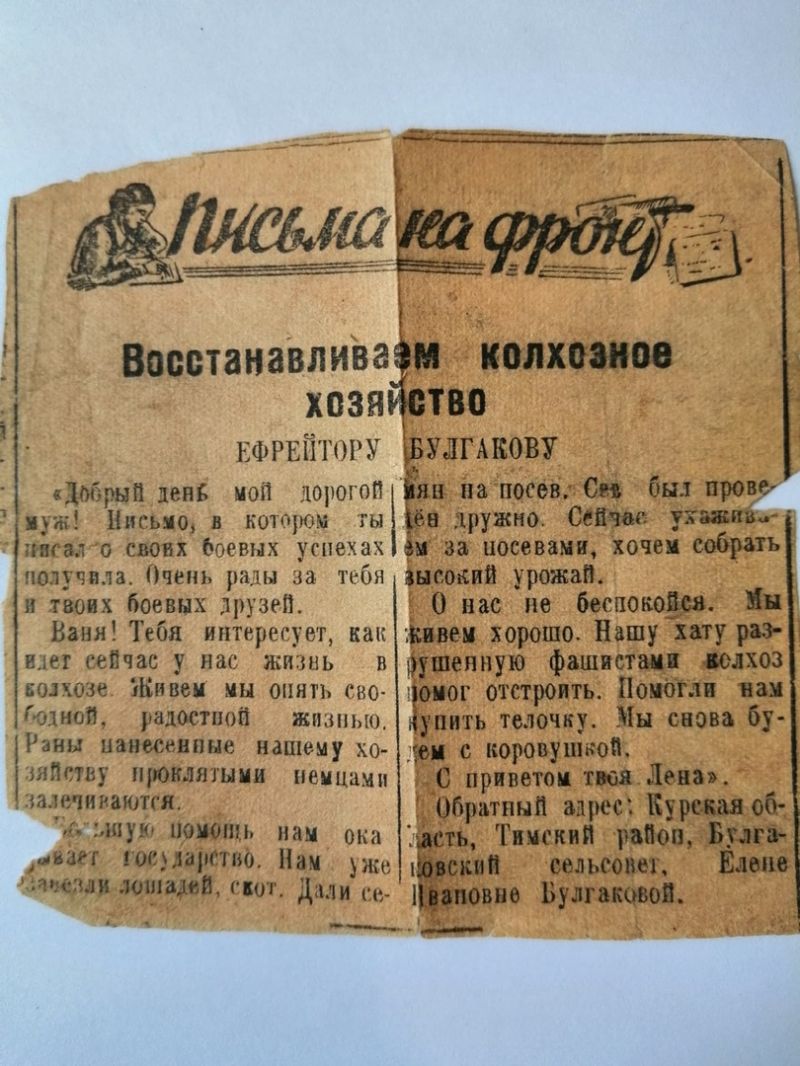 Письма на фронт
Восстанавливаем колхозное
хозяйство
ЕФРЕЙТОРУ БУЛГАКОВУ
«Добрый день мой дорогой
муж! Письмо, в котором ты
писал о своих боевых успехах
получила. Очень рады за тебя
и твоих боевых друзей.
Ваня! Тебя интересует, как
идет сейчас у нас жизнь в
колхозе. Живем мы опять сво-
бодной, радостной жизнью.
Раны нанесенные нашему хо-
зяйству проклятыми немцами
залечиваются.
помощь нам ока
государство. Нам уже
завезли лошадей, скот. Дали се-
мян на посев. Сев был прове-
дён дружно. Сейчас ухажива-
ем за посевами, хочем собрать
высокий урожай.
О нас не беспокойся. Мы
живем хорошо. Нашу хату раз-
рушенную фашистами колхоз
помог отстроить. Помогли нам
купить телочку. Мы снова бу-
дем с коровушкой.
С приветом твоя Лена».
Обратный адрес: Курская об-
ласть, Тимский район, Булга-
ковский сельсовет, Елене
Ивановне Булгаковой.